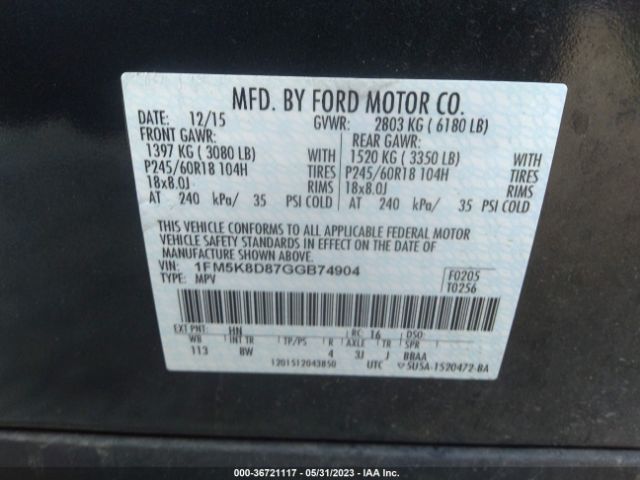 MFD. BY FORD MOTOR CO.
DATE: 12/15 GVWR: 2803 KG ( 6180 LB)
FRONT GAWR: REAR GAWR:
1397 KG ( 3080 LB) WITH 1520 KG ( 3350 LB) WITH
P245/60R18 104H TIRES P245/60R18 104H TIRES
18x8.0J RIMS 18x8.0J RIMS
AT 240 kPa/ 35 PSI COLD AT 240 kPa/ 35 PSI COLD
THIS VEHICLE CONFORMS TO ALL APPLICABLE FEDERAL MOTOR
VEHICLE SAFETY STANDARDS IN EFFECT ON THE DATE OF
MANUFACTURE SHOWN ABOVE.
VIN: 1FM5K8D87GGB74904 F0205
TYPE: MPV T0256
EXT PNT: HN RC: 16 DSO:
WB INT TR TP/PS R AXLE TR SPR
113 8W 4 3J J BBAA
1201512043850 UTC 5U5A-1520472-BA
000-36721117 - 05/31/2023 - IAA Inc.